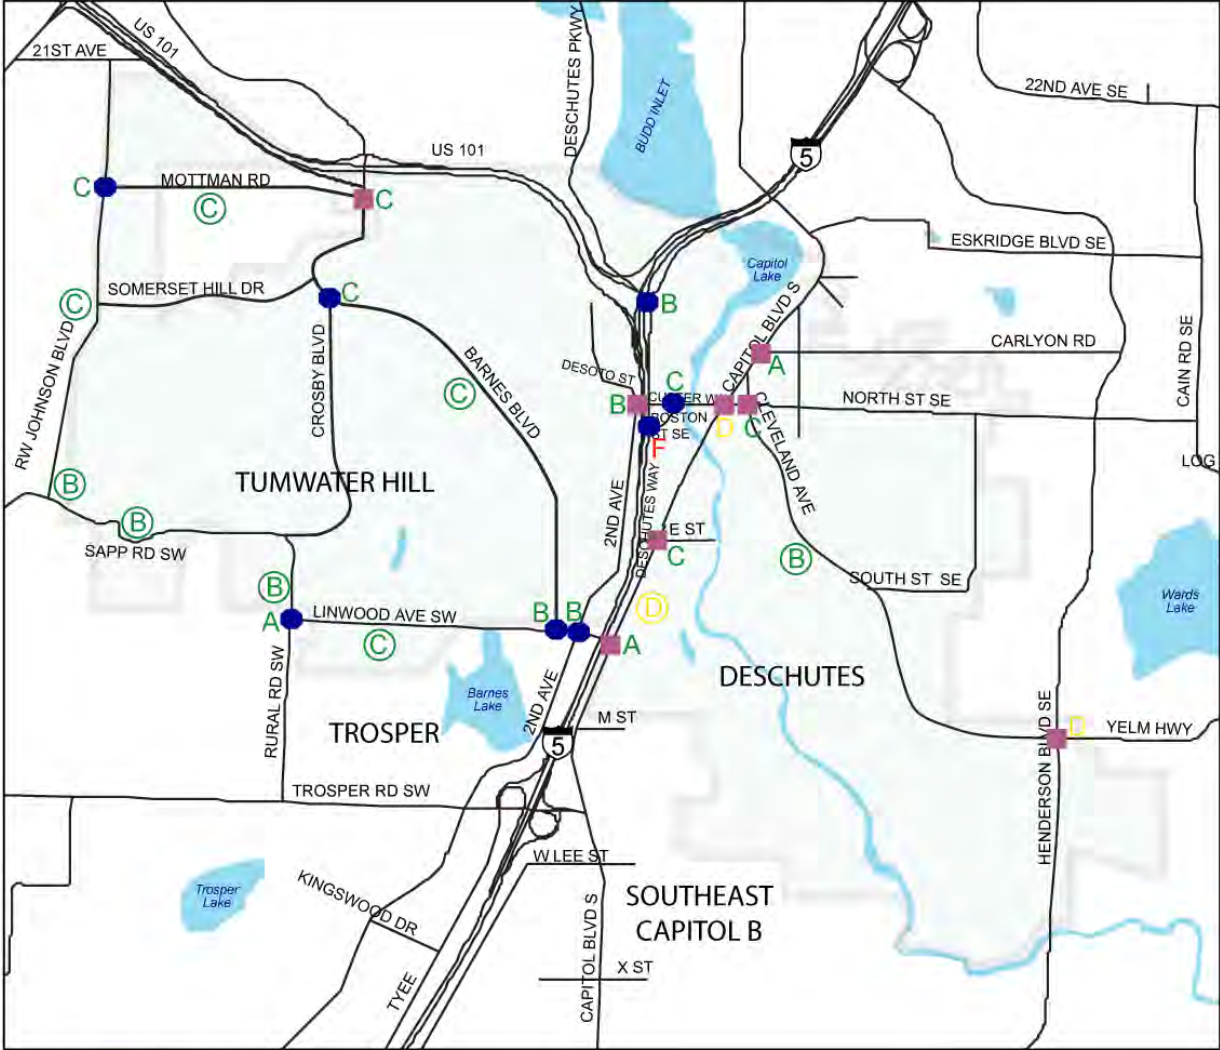 US 101
21ST AVE
DESCHUTES PKWY
BUDD INLET
5
22ND AVE SE
US 101
C
MOTTMAN RD
C
C
ESKRIDGE BLVD SE
Capitol
Lake
SOMERSET HILL DR
C
C
B
CAPITOL BLVD S
RW JOHNSON BLVD
CROSBY BLVD
BARNES BLVD
C
DESOTO ST
C
A
CARLYON RD
CAIN RD SE
B
D
C
NORTH ST SE
F
CLEVELAND AVE
LOG
B
TUMWATER HILL
2ND AVE
DESCHUTES WAY
B
SAPP RD SW
E ST
C
B
SOUTH ST SE
B
A
LINWOOD AVE SW
C
B
B
D
A
Wards
Lake
RURAL RD SW
Barnes
Lake
2ND AVE
M ST
DESCHUTES
TROSPER
5
HENDERSON BLVD SE
YELM HWY
TROSPER RD SW
W LEE ST
Trosper
Lake
KINGSWOOD DR
SOUTHEAST
CAPITOL B
CAPITOL BLVD S
X ST
TYEE